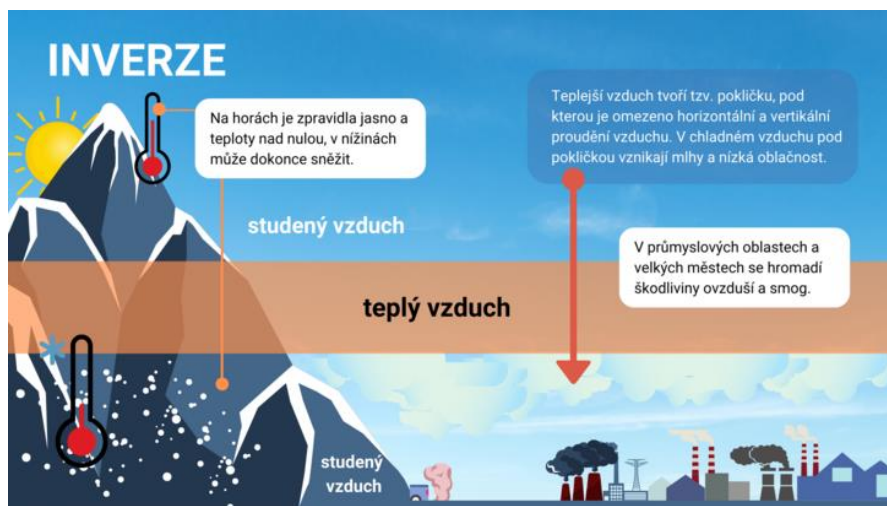 INVERZE
Na horách je zpravidla jasno a
teploty nad nulou, v nížinách
může dokonce sněžit.
Teplejší vzduch tvoří tzv. pokličku, pod
kterou je omezeno horizontální a vertikální
proudění vzduchu. V chladném vzduchu pod
pokličkou vznikají mlhy a nízká oblačnost.
studený vzduch
V průmyslových oblastech a
velkých městech se hromadí
škodliviny ovzduší a smog.
teplý vzduch
studený
vzduch